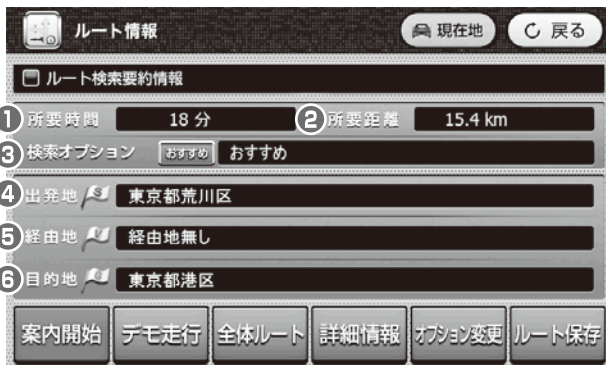 ルート情報 現在地 戻る
ルート検索要約情報
1 所要時間 18 分 2 所要距離 15.4 km
3 検索オプション おすすめ おすすめ
4 出発地 S 東京都荒川区
5 経由地 V 経由地無し
6 目的地 G 東京都港区
案内開始 デモ走行 全体ルート 詳細情報 オプション変更 ルート保存